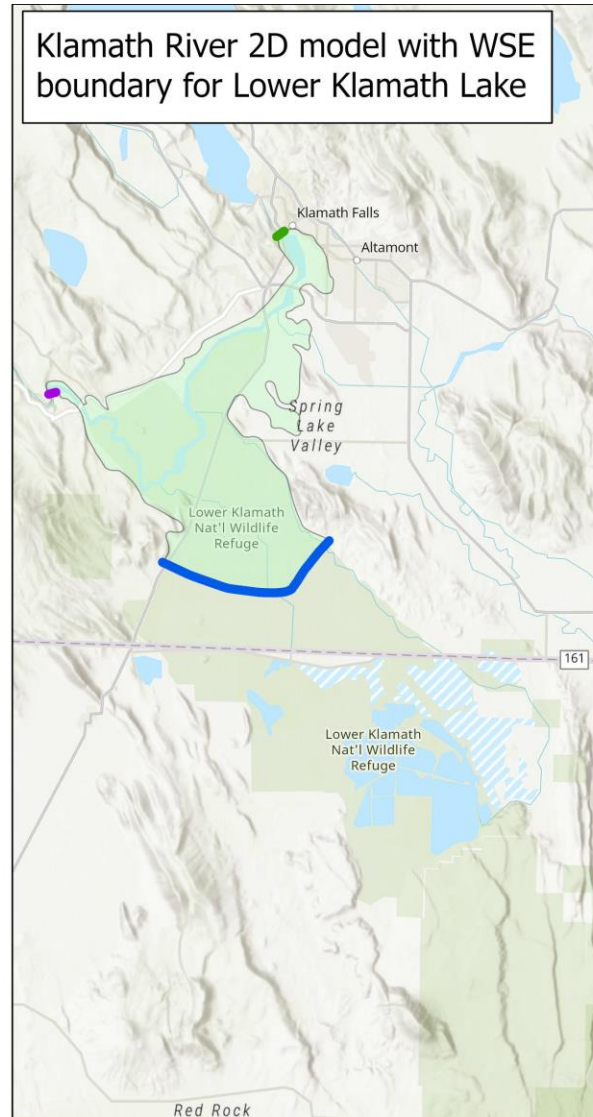 Klamath River 2D model with WSE
boundary for Lower Klamath Lake
Klamath Falls
Altamont
Spring
Lake
Valley
Lower Klamath
Nat'l Wildlife
Refuge
161
Lower Klamath
Nat'l Wildlife
Refuge
Red Rock